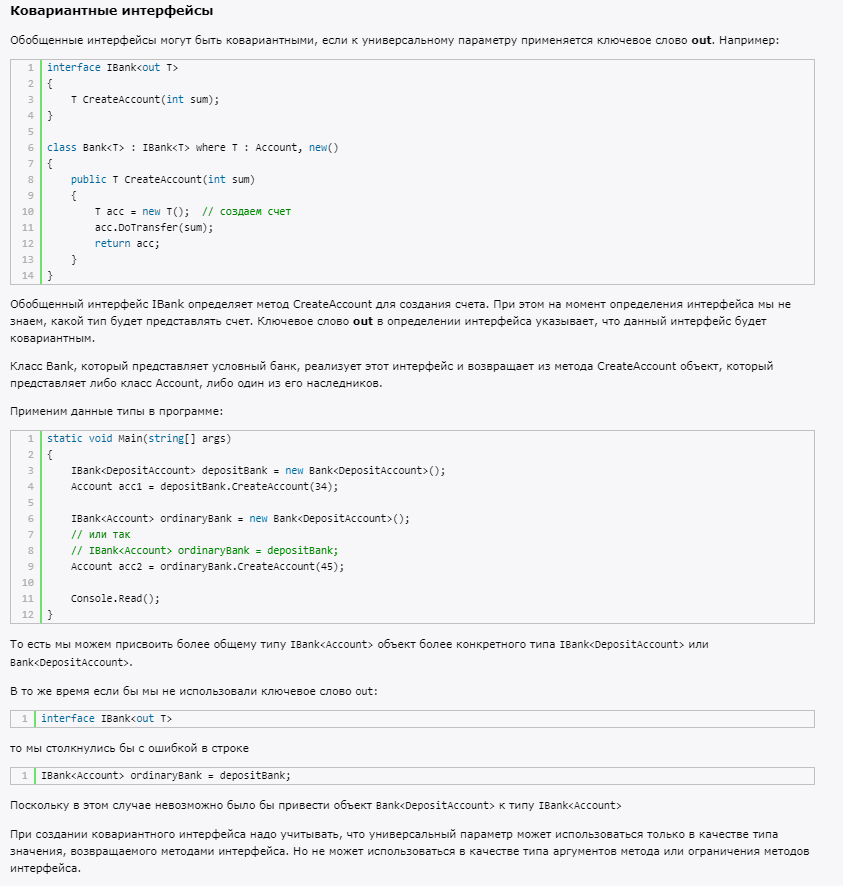 Ковариантные интерфейсы
Обобщенные интерфейсы могут быть ковариантными, если к универсальному параметру применяется ключевое слово out. Например:
1 interface IBank<out T>
2 {
3     T CreateAccount(int sum);
4 }
5
6 class Bank<T> : IBank<T> where T : Account, new()
7 {
8     public T CreateAccount(int sum)
9     {
10         T acc = new T();  // создаем счет
11         acc.DoTransfer(sum);
12         return acc;
13     }
14 }
Обобщенный интерфейс IBank определяет метод CreateAccount для создания счета. При этом на момент определения интерфейса мы не
знаем, какой тип будет представлять счет. Ключевое слово out в определении интерфейса указывает, что данный интерфейс будет
ковариантным.
Класс Bank, который представляет условный банк, реализует этот интерфейс и возвращает из метода CreateAccount объект, который
представляет либо класс Account, либо один из его наследников.
Применим данные типы в программе:
1 static void Main(string[] args)
2 {
3     IBank<DepositAccount> depositBank = new Bank<DepositAccount>();
4     Account acc1 = depositBank.CreateAccount(34);
5
6     IBank<Account> ordinaryBank = new Bank<DepositAccount>();
7     // или так
8     // IBank<Account> ordinaryBank = depositBank;
9     Account acc2 = ordinaryBank.CreateAccount(45);
10
11     Console.Read();
12 }
То есть мы можем присвоить более общему типу IBank<Account> объект более конкретного типа IBank<DepositAccount> или
Bank<DepositAccount>.
В то же время если бы мы не использовали ключевое слово out:
1 interface IBank<out T>
то мы столкнулись бы с ошибкой в строке
1 IBank<Account> ordinaryBank = depositBank;
Поскольку в этом случае невозможно было бы привести объект Bank<DepositAccount> к типу IBank<Account>
При создании ковариантного интерфейса надо учитывать, что универсальный параметр может использоваться только в качестве типа
значения, возвращаемого методами интерфейса. Но не может использоваться в качестве типа аргументов метода или ограничения методов
интерфейса.